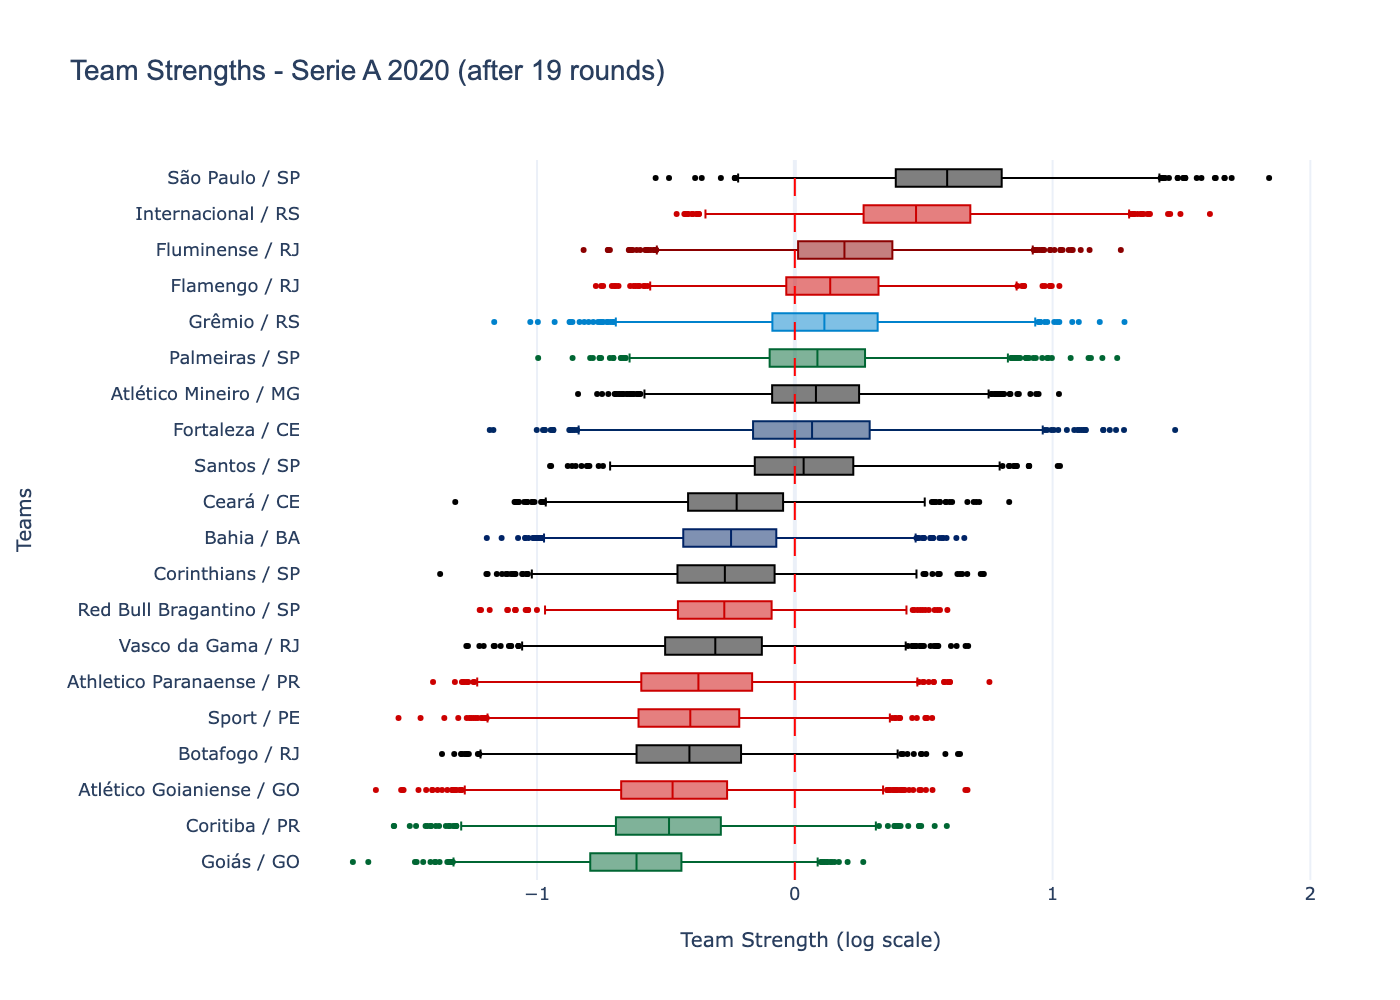 Team Strengths - Serie A 2020 (after 19 rounds)
São Paulo / SP
Internacional / RS
Fluminense / RJ
Flamengo / RJ
Grêmio / RS
Palmeiras / SP
Atlético Mineiro / MG
Fortaleza / CE
Santos / SP
Ceará / CE
Bahia / BA
Corinthians / SP
Red Bull Bragantino / SP
Vasco da Gama / RJ
Athletico Paranaense / PR
Sport / PE
Botafogo / RJ
Atlético Goianiense / GO
Coritiba / PR
Goiás / GO
Teams
−1 0 1 2
Team Strength (log scale)